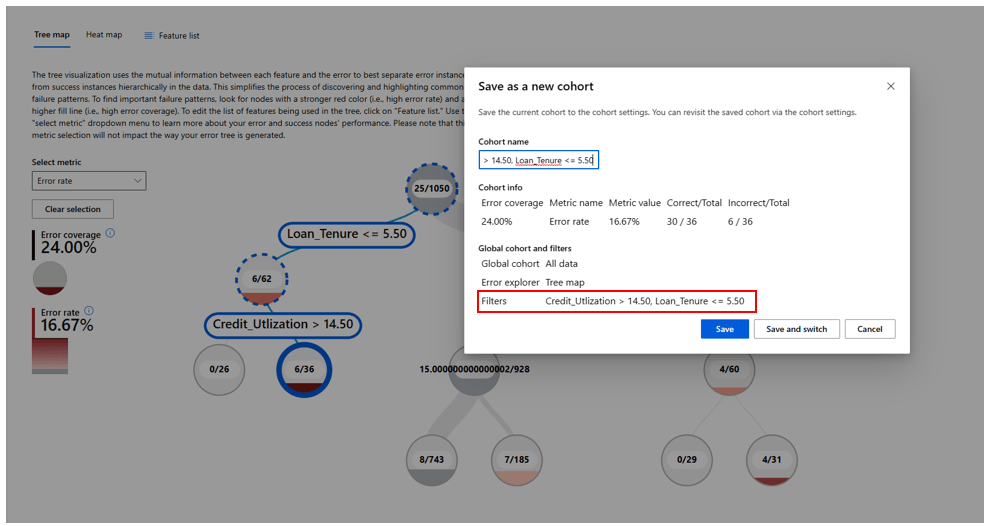 Tree map
Heat map
Feature list
The tree visualization uses the mutual information between each feature and the error to best separate error instance
from success instances hierarchically in the data. This simplifies the process of discovering and highlighting common
failure patterns. To find important failure patterns, look for nodes with a stronger red color (i.e., high error rate) and a
higher fill line (i.e., high error coverage). To edit the list of features being used in the tree, click on "Feature list." Use t
"select metric" dropdown menu to learn more about your error and success nodes' performance. Please note that thi
metric selection will not impact the way your error tree is generated.
Select metric
Error rate
Clear selection
Error coverage
24.00%
Error rate
16.67%
25/1050
Loan_Tenure <= 5.50
6/62
Credit_Utlization > 14.50
0/26
6/36
15.000000000000002/928
4/60
8/743
7/185
0/29
4/31
Save as a new cohort
Save the current cohort to the cohort settings. You can revisit the saved cohort via the cohort settings.
Cohort name
> 14.50, Loan_Tenure <= 5.50
Cohort info
Error coverage Metric name Metric value Correct/Total Incorrect/Total
24.00% Error rate 16.67% 30 / 36 6 / 36
Global cohort and filters
Global cohort All data
Error explorer Tree map
Filters Credit_Utlization > 14.50, Loan_Tenure <= 5.50
Save
Save and switch
Cancel